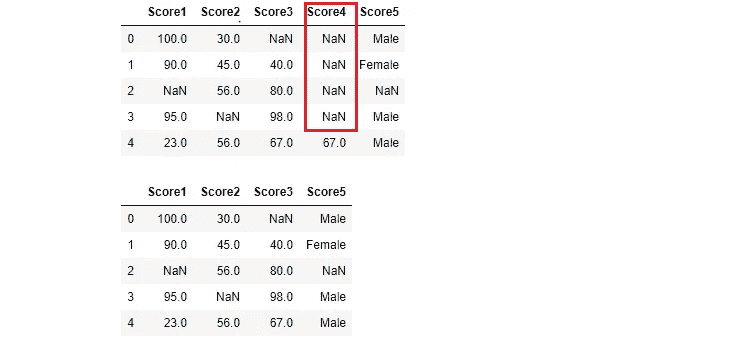 Score1 Score2 Score3 Score4 Score5
0 100.0 30.0 NaN NaN Male
1 90.0 45.0 40.0 NaN Female
2 NaN 56.0 80.0 NaN NaN
3 95.0 NaN 98.0 NaN Male
4 23.0 56.0 67.0 67.0 Male
Score1 Score2 Score3 Score5
0 100.0 30.0 NaN Male
1 90.0 45.0 40.0 Female
2 NaN 56.0 80.0 NaN
3 95.0 NaN 98.0 Male
4 23.0 56.0 67.0 Male